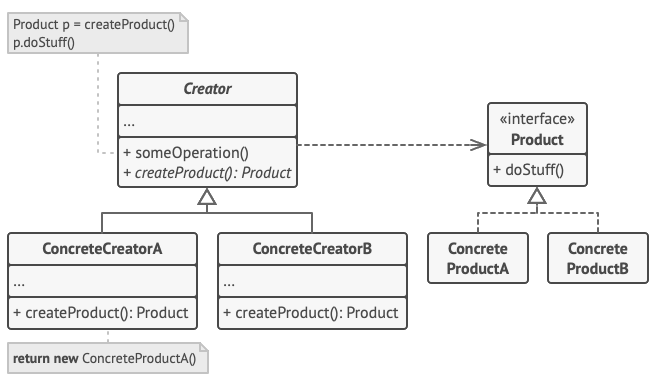 Product p = createProduct()
p.doStuff()
Creator
...
+ someOperation()
+ createProduct(): Product
«interface»
Product
+ doStuff()
ConcreteCreatorA
...
+ createProduct(): Product
ConcreteCreatorB
...
+ createProduct(): Product
Concrete
ProductA
Concrete
ProductB
return new ConcreteProductA()